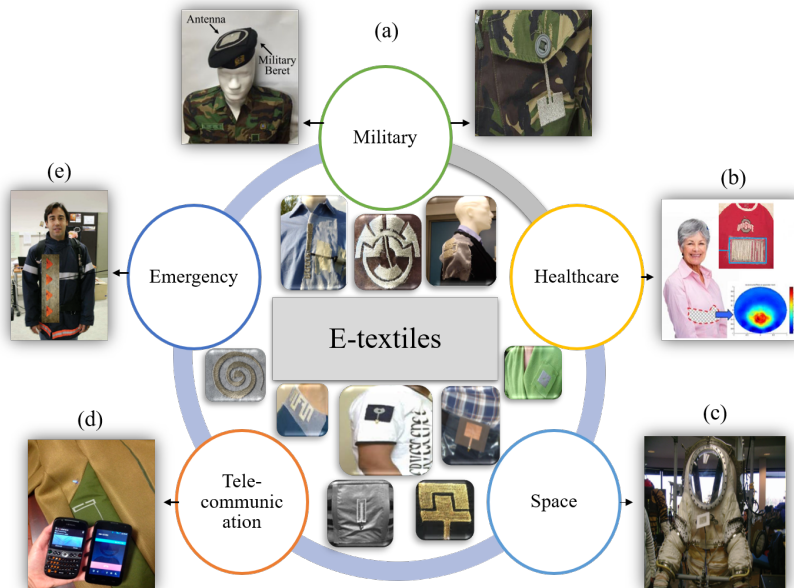 (a)
Antenna
Military
Beret
Military
(e)
(b)
Emergency
Healthcare
E-textiles
(d)
(c)
Tele-
communic
ation
Space